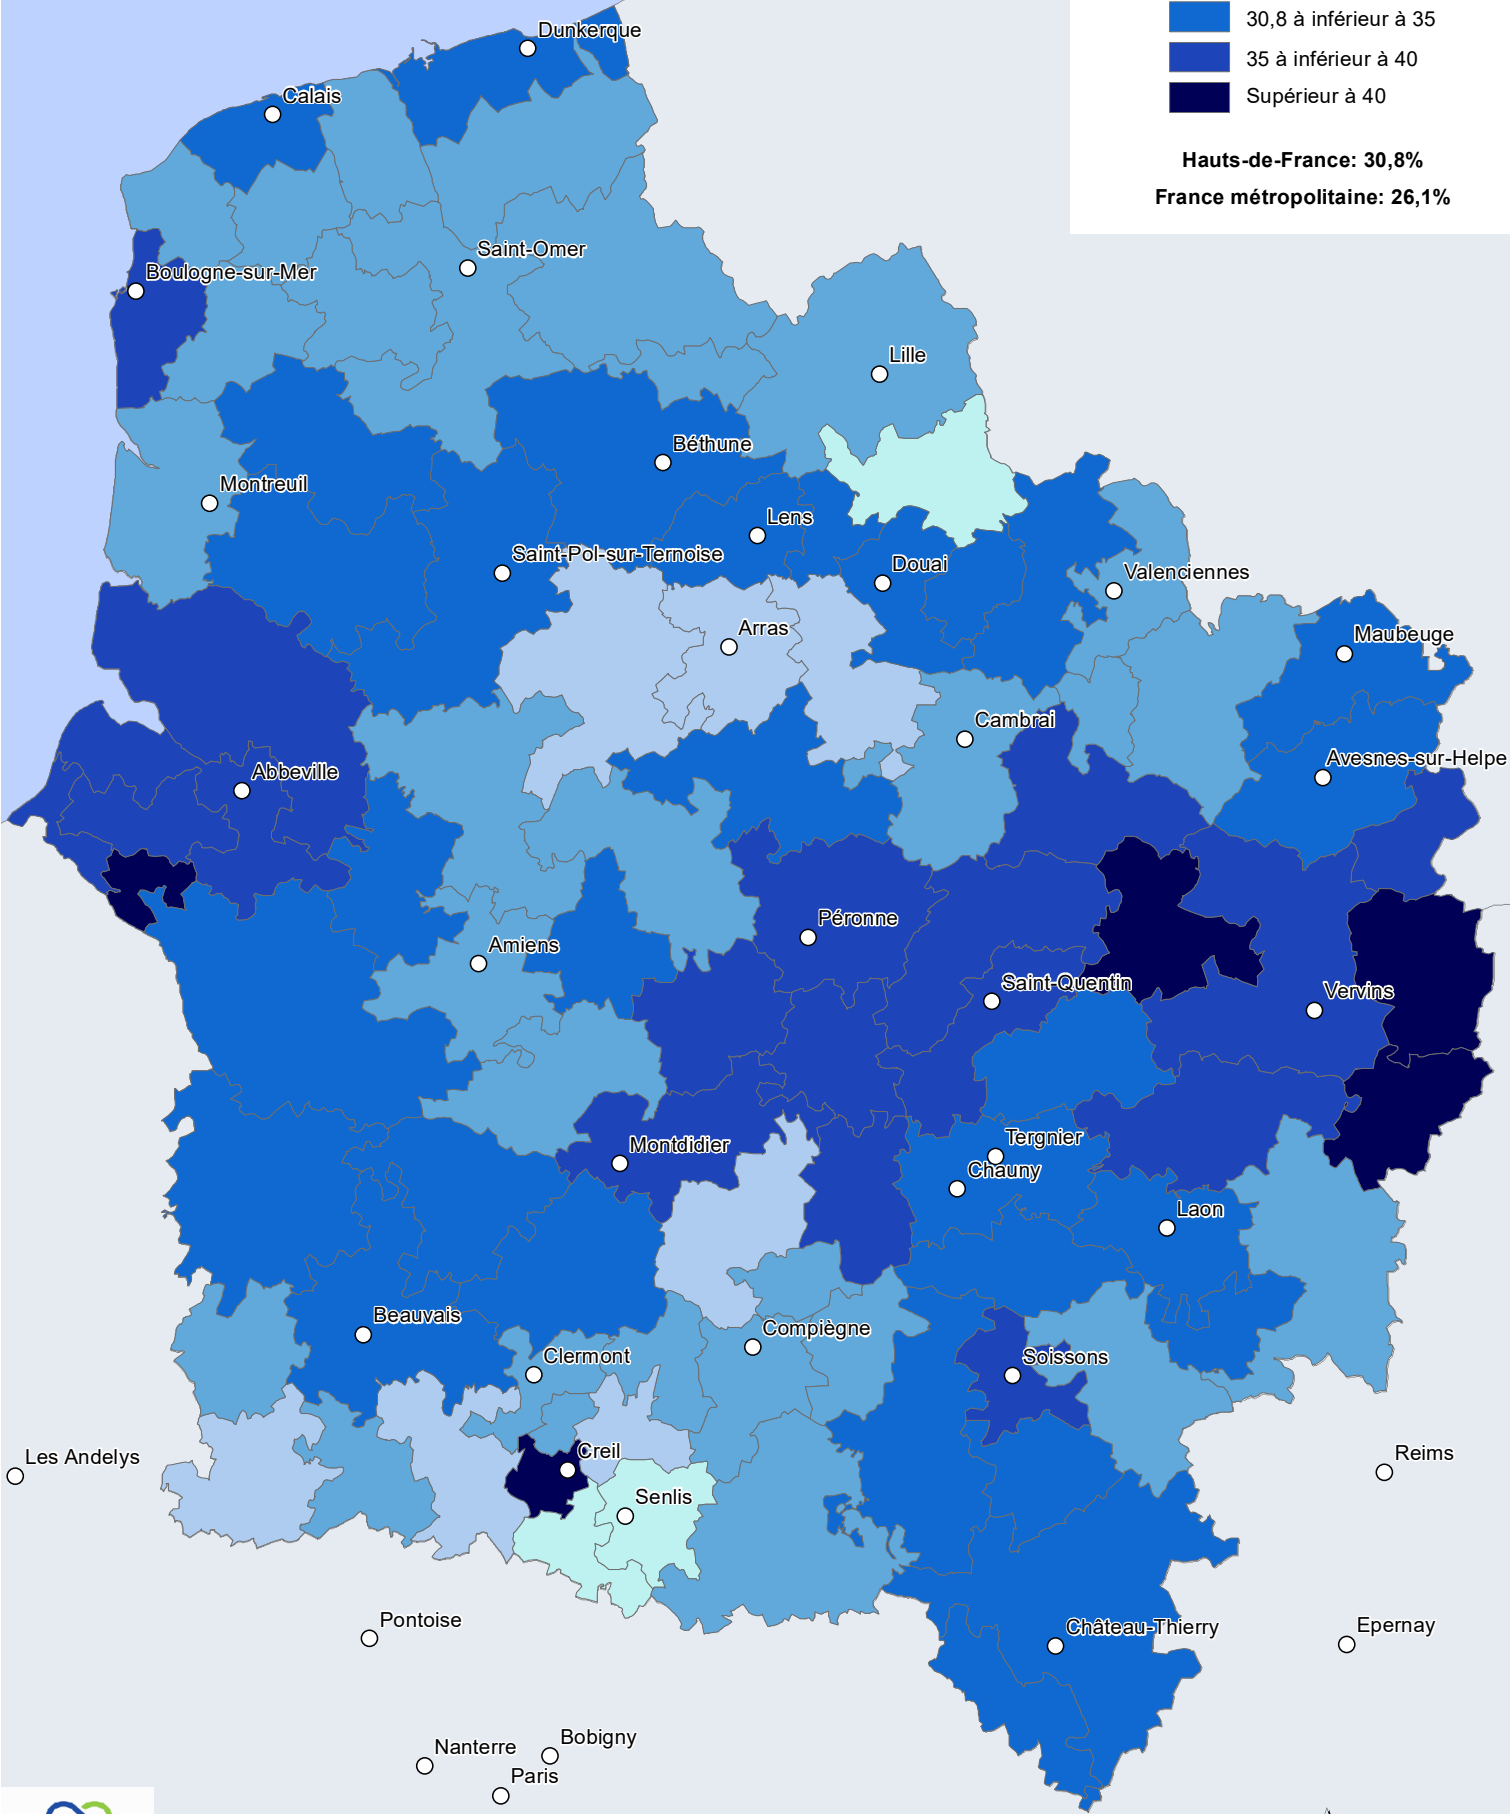 30,8 à inférieur à 35
35 à inférieur à 40
Supérieur à 40
Hauts-de-France: 30,8%
France métropolitaine: 26,1%
Dunkerque
Calais
Saint-Omer
Boulogne-sur-Mer
Lille
Béthune
Montreuil
Lens
Saint-Pol-sur-Ternoise
Douai
Valenciennes
Arras
Maubeuge
Cambrai
Avesnes-sur-Helpe
Abbeville
Péronne
Amiens
Saint-Quentin
Vervins
Tergnier
Montdidier
Chauny
Laon
Beauvais
Compiègne
Clermont
Soissons
Creil
Les Andelys
Reims
Senlis
Pontoise
Château-Thierry
Epernay
Bobigny
Nanterre
Paris